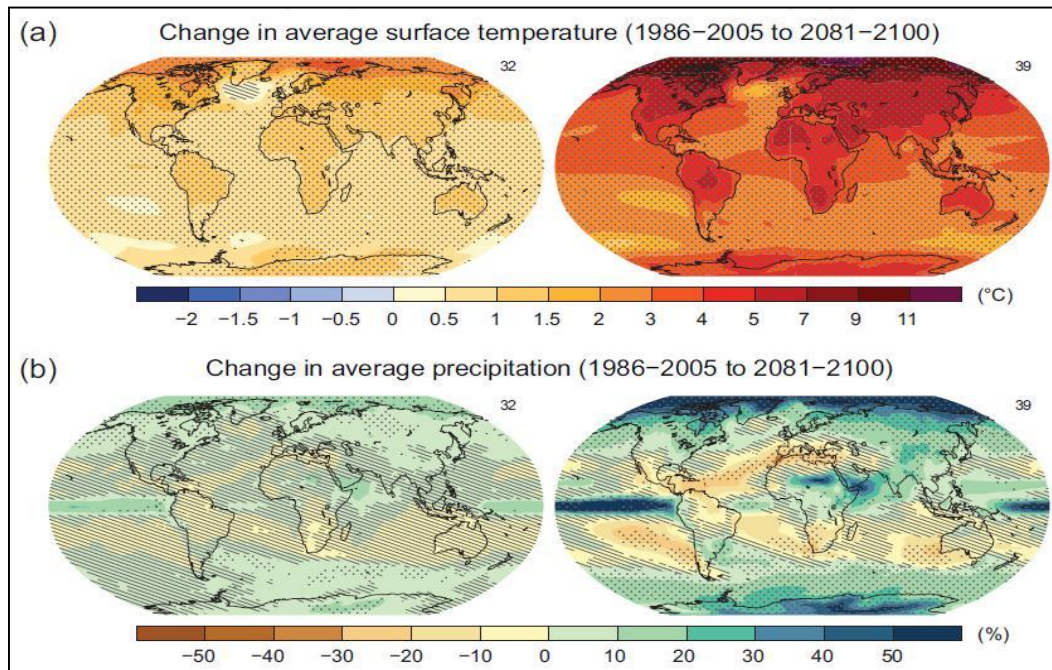 (a) Change in average surface temperature (1986−2005 to 2081−2100)
32 39
(°C)
−2 −1.5 −1 −0.5 0 0.5 1 1.5 2 3 4 5 7 9 11
(b) Change in average precipitation (1986−2005 to 2081−2100)
32 39
(%)
−50 −40 −30 −20 −10 0 10 20 30 40 50